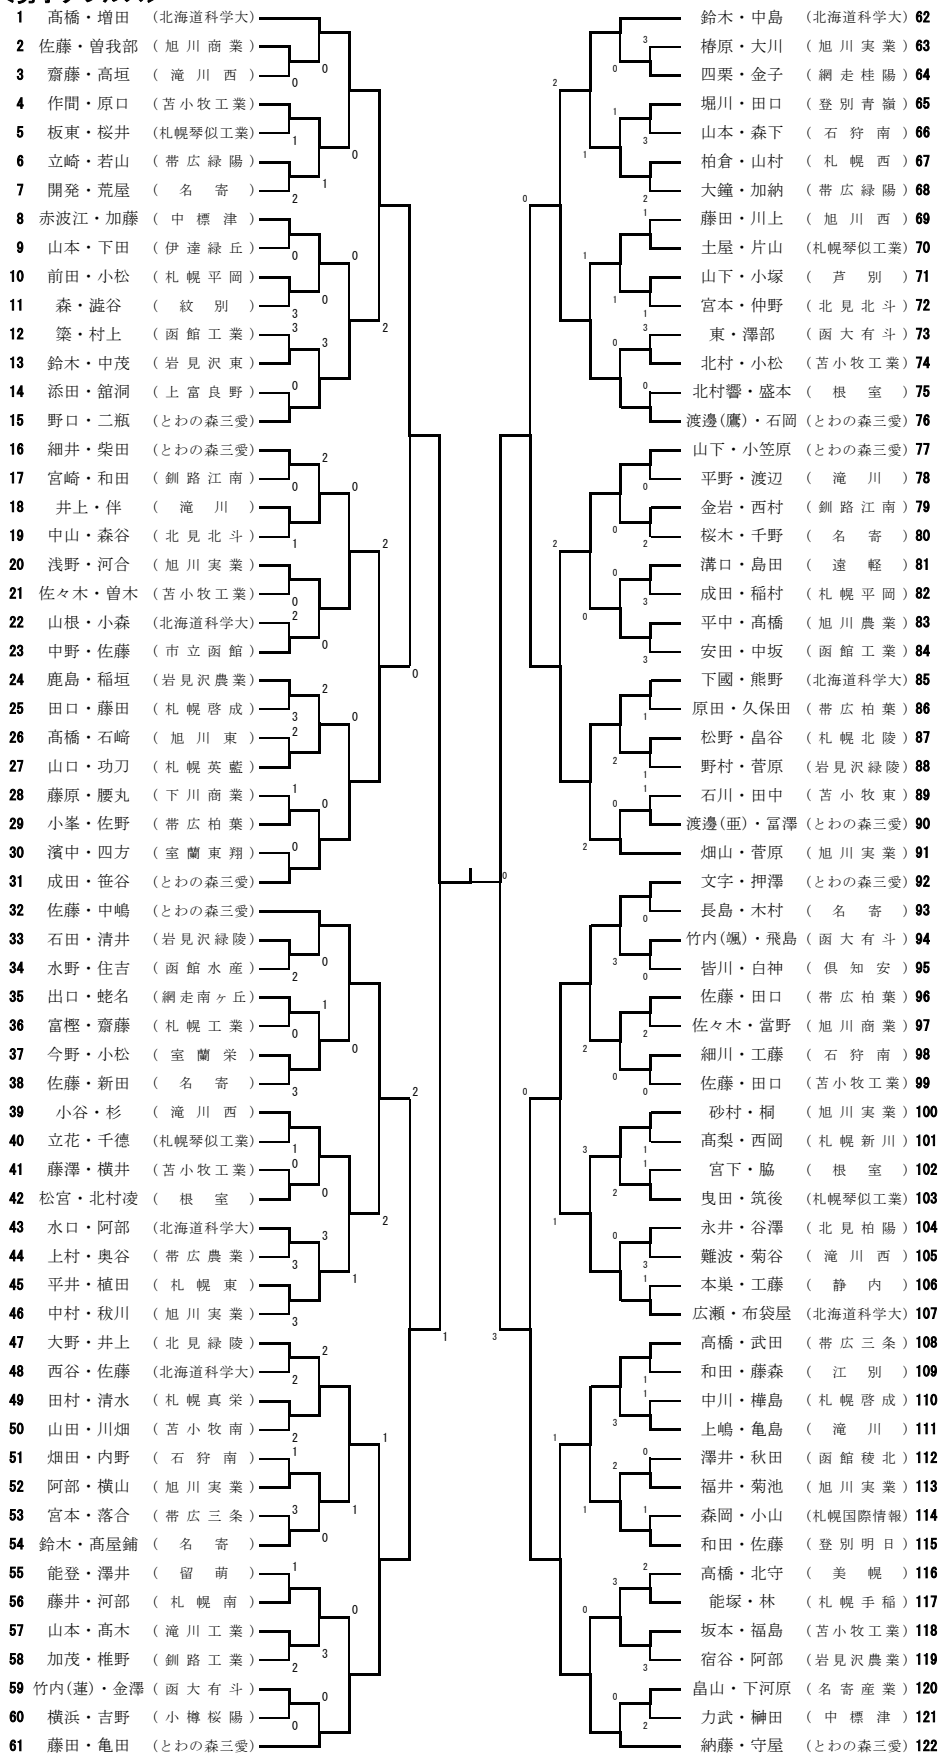 1 髙橋・増田 (北海道科学大)
2 佐藤・曽我部 (旭川商業)
3 齋藤・高垣 (滝川西)
4 作間・原口 (苫小牧工業)
5 板東・桜井 (札幌琴似工業)
6 立崎・若山 (帯広緑陽)
7 開発・荒屋 (名寄)
8 赤波江・加藤 (中標津)
9 山本・下田 (伊達緑丘)
10 前田・小松 (札幌平岡)
11 森・澁谷 (紋別)
12 築・村上 (函館工業)
13 鈴木・中茂 (岩見沢東)
14 添田・舘洞 (上富良野)
15 野口・二瓶 (とわの森三愛)
16 細井・柴田 (とわの森三愛)
17 宮崎・和田 (釧路江南)
18 井上・伴 (滝川)
19 中山・森谷 (北見北斗)
20 浅野・河合 (旭川実業)
21 佐々木・曽木 (苫小牧工業)
22 山根・小森 (北海道科学大)
23 中野・佐藤 (市立函館)
24 鹿島・稲垣 (岩見沢農業)
25 田口・藤田 (札幌啓成)
26 髙橋・石﨑 (旭川東)
27 山口・功刀 (札幌英藍)
28 藤原・腰丸 (下川商業)
29 小峯・佐野 (帯広柏葉)
30 濱中・四方 (室蘭東翔)
31 成田・笹谷 (とわの森三愛)
32 佐藤・中嶋 (とわの森三愛)
33 石田・清井 (岩見沢緑陵)
34 水野・住吉 (函館水産)
35 出口・蛯名 (網走南ヶ丘)
36 富樫・齋藤 (札幌工業)
37 今野・小松 (室蘭栄)
38 佐藤・新田 (名寄)
39 小谷・杉 (滝川西)
40 立花・千徳 (札幌琴似工業)
41 藤澤・横井 (苫小牧工業)
42 松宮・北村凌 (根室)
43 水口・阿部 (北海道科学大)
44 上村・奥谷 (帯広農業)
45 平井・植田 (札幌東)
46 中村・秡川 (旭川実業)
47 大野・井上 (北見緑陵)
48 西谷・佐藤 (北海道科学大)
49 田村・清水 (札幌真栄)
50 山田・川畑 (苫小牧南)
51 畑田・内野 (石狩南)
52 阿部・横山 (旭川実業)
53 宮本・落合 (帯広三条)
54 鈴木・髙屋鋪 (名寄)
55 能登・澤井 (留萌)
56 藤井・河部 (札幌南)
57 山本・髙木 (滝川工業)
58 加茂・椎野 (釧路工業)
59 竹内(蓮)・金澤 (函大有斗)
60 横浜・吉野 (小樽桜陽)
61 藤田・亀田 (とわの森三愛)
鈴木・中島 (北海道科学大) 62
椿原・大川 (旭川実業) 63
四栗・金子 (網走桂陽) 64
堀川・田口 (登別青嶺) 65
山本・森下 (石狩南) 66
柏倉・山村 (札幌西) 67
大鐘・加納 (帯広緑陽) 68
藤田・川上 (旭川西) 69
土屋・片山 (札幌琴似工業) 70
山下・小塚 (芦別) 71
宮本・仲野 (北見北斗) 72
東・澤部 (函大有斗) 73
北村・小松 (苫小牧工業) 74
北村響・盛本 (根室) 75
渡邊(鷹)・石岡 (とわの森三愛) 76
山下・小笠原 (とわの森三愛) 77
平野・渡辺 (滝川) 78
金岩・西村 (釧路江南) 79
桜木・千野 (名寄) 80
溝口・島田 (遠軽) 81
成田・稲村 (札幌平岡) 82
平中・髙橋 (旭川農業) 83
安田・中坂 (函館工業) 84
下國・熊野 (北海道科学大) 85
原田・久保田 (帯広柏葉) 86
松野・畠谷 (札幌北陵) 87
野村・菅原 (岩見沢緑陵) 88
石川・田中 (苫小牧東) 89
渡邊(亜)・冨澤 (とわの森三愛) 90
畑山・菅原 (旭川実業) 91
文字・押澤 (とわの森三愛) 92
長島・木村 (名寄) 93
竹内(颯)・飛島 (函大有斗) 94
皆川・白神 (倶知安) 95
佐藤・田口 (帯広柏葉) 96
佐々木・當野 (旭川商業) 97
細川・工藤 (石狩南) 98
佐藤・田口 (苫小牧工業) 99
砂村・桐 (旭川実業) 100
髙梨・西岡 (札幌新川) 101
宮下・脇 (根室) 102
曳田・筑後 (札幌琴似工業) 103
永井・谷澤 (北見柏陽) 104
難波・菊谷 (滝川西) 105
本巣・工藤 (静内) 106
広瀬・布袋屋 (北海道科学大) 107
高橋・武田 (帯広三条) 108
和田・藤森 (江別) 109
中川・樺島 (札幌啓成) 110
上嶋・亀島 (滝川) 111
澤井・秋田 (函館稜北) 112
福井・菊池 (旭川実業) 113
森岡・小山 (札幌国際情報) 114
和田・佐藤 (登別明日) 115
高橋・北守 (美幌) 116
能塚・林 (札幌手稲) 117
坂本・福島 (苫小牧工業) 118
宿谷・阿部 (岩見沢農業) 119
畠山・下河原 (名寄産業) 120
力武・榊田 (中標津) 121
納藤・守屋 (とわの森三愛) 122